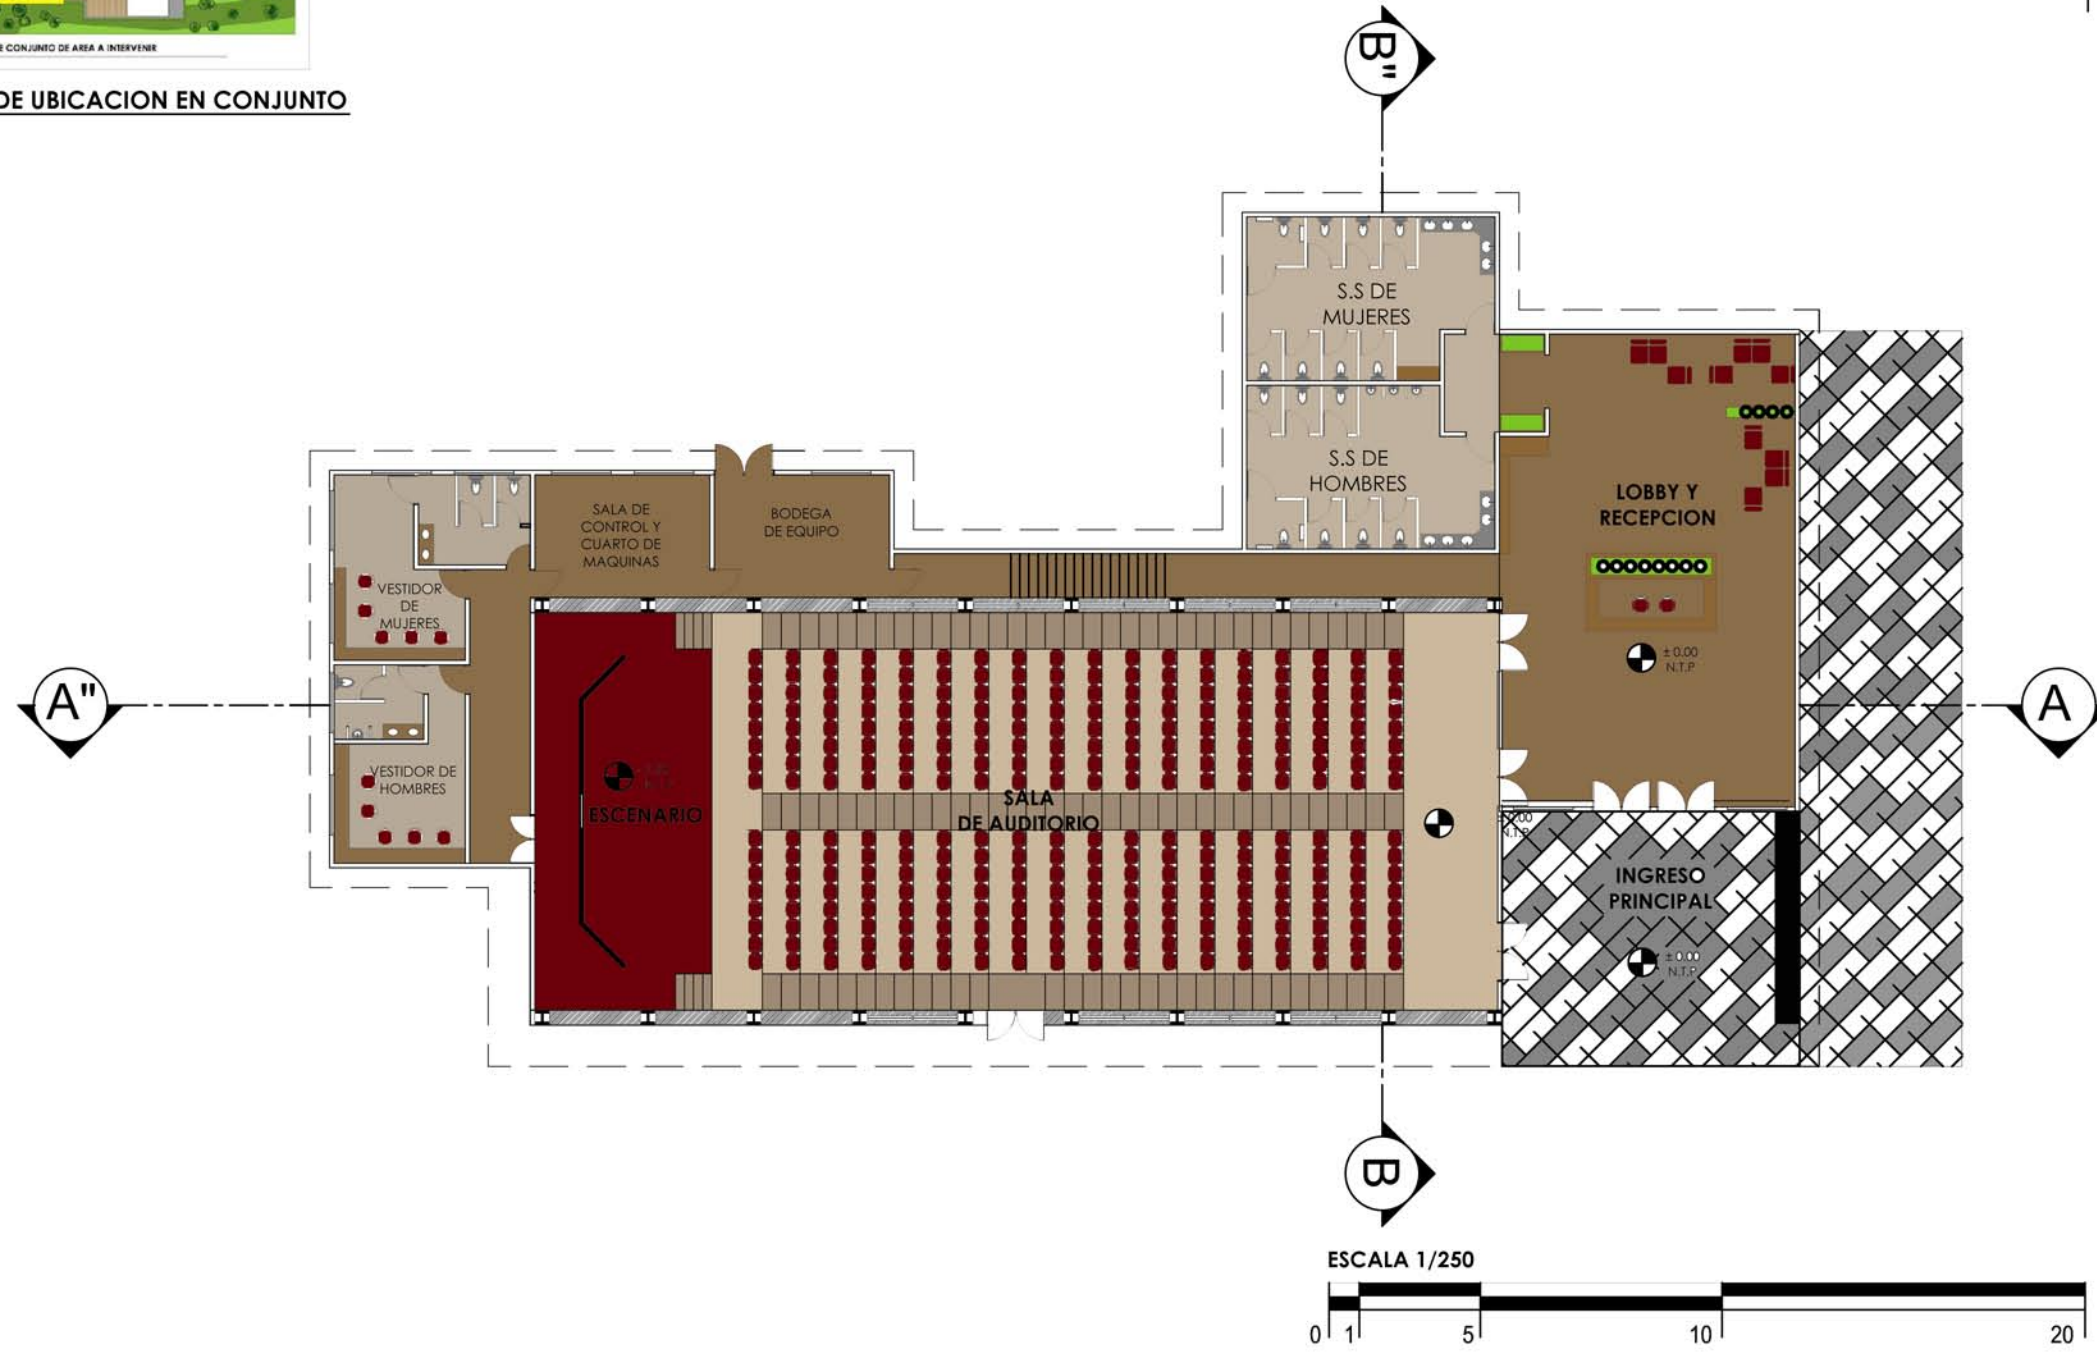 E CONJUNTO DE AREA A INTERVENIR
DE UBICACION EN CONJUNTO
B"
S.S DE
MUJERES
S.S DE
HOMBRES
LOBBY Y
RECEPCION
± 0.00
N.T.P
SALA DE
CONTROL Y
CUARTO DE
MAQUINAS
BODEGA
DE EQUIPO
VESTIDOR
DE
MUJERES
VESTIDOR DE
HOMBRES
A"
A
ESCENARIO
SALA
DE AUDITORIO
± 0.00
N.T.P
INGRESO
PRINCIPAL
± 0.00
N.T.P
B
ESCALA 1/250
0 1 5 10 20